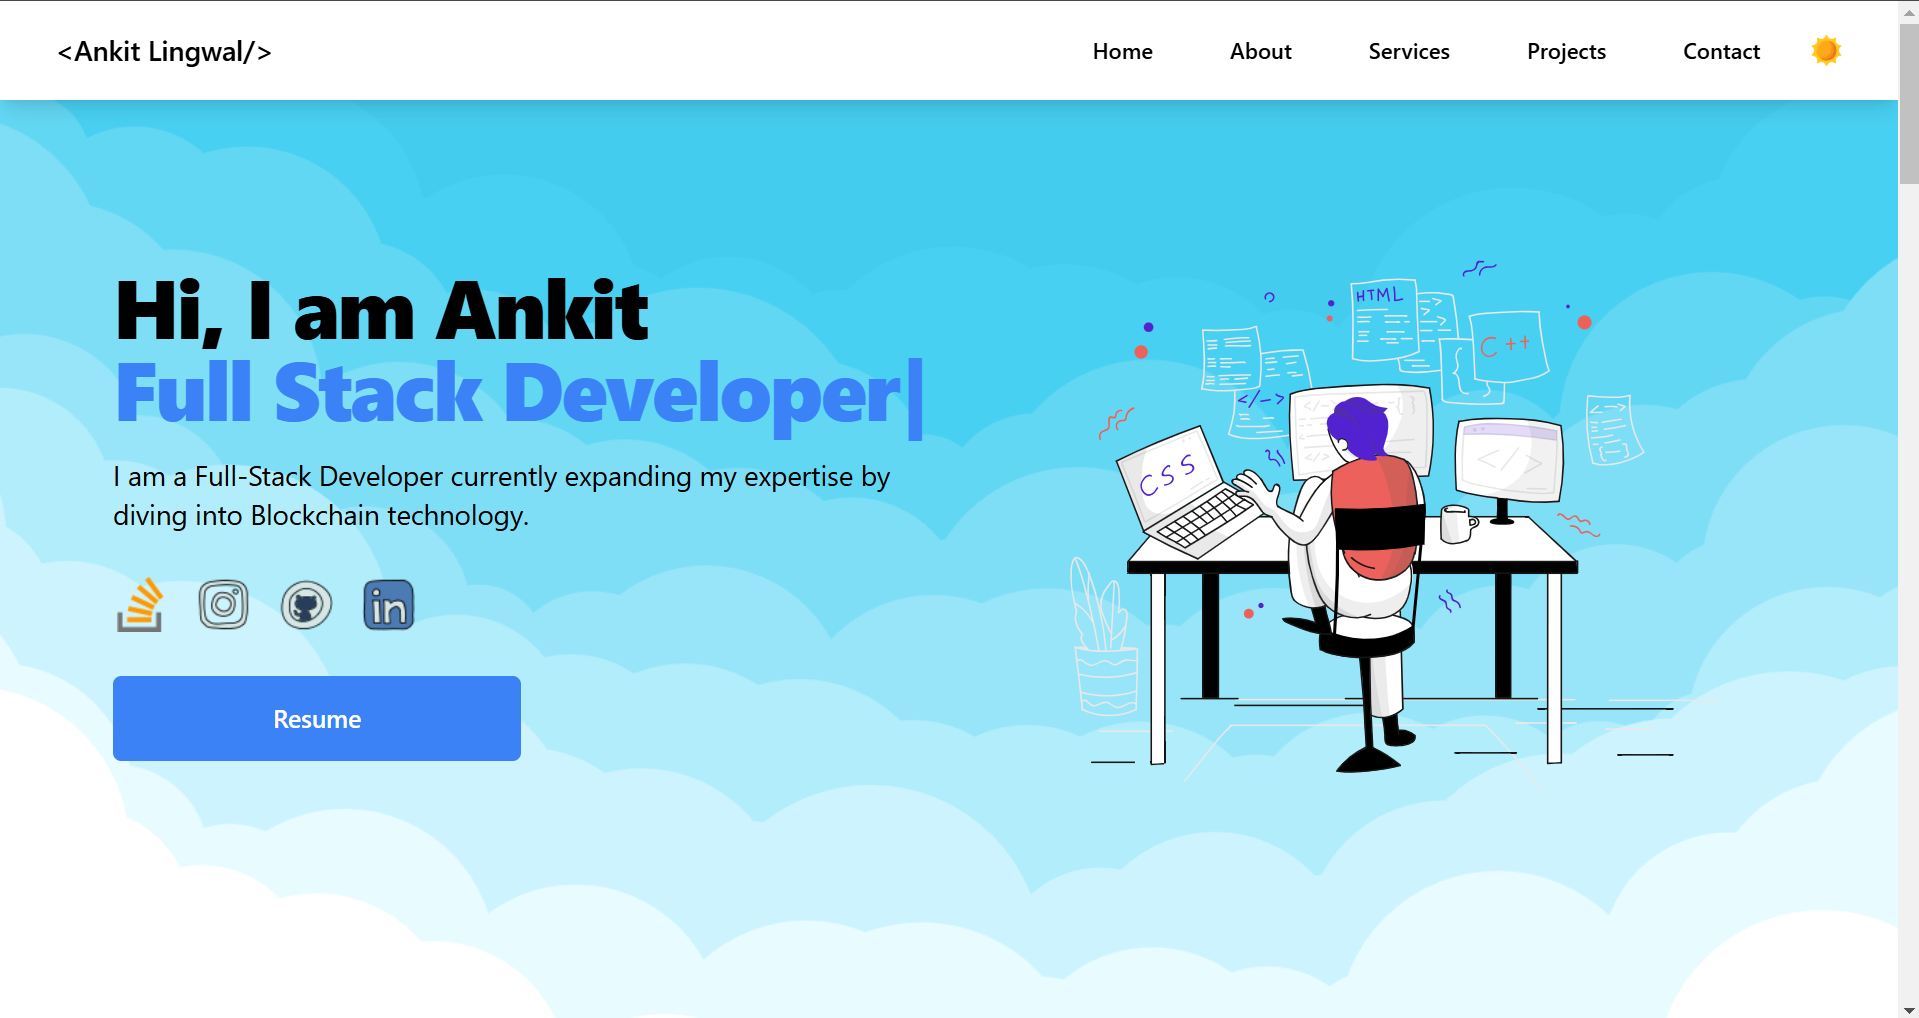 <Ankit Lingwal/>
Home About Services Projects Contact
Hi, I am Ankit
Full Stack Developer|
I am a Full-Stack Developer currently expanding my expertise by
diving into Blockchain technology.
in
Resume
HTML
C++
</-->
CSS
</>